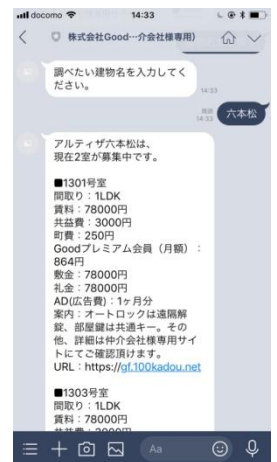 docomo 14:33
株式会社Good…介会社様専用)
調べたい建物名を入力してく
ださい。
14:33
既読
14:33
六本松
アルティザ六本松は、
現在2室が募集中です。
■1301号室
間取り：1LDK
賃料：78000円
共益費：3000円
町費：250円
Goodプレミアム会員（月額）：
864円
敷金：78000円
礼金：78000円
AD(広告費)：1ヶ月分
案内：オートロックは遠隔解
錠、部屋鍵は共通キー。その
他、詳細は仲介会社様専用サイ
トにてご確認頂けます。
URL：https://gf.100kadou.net
■1303号室
間取り：1LDK
賃料：78000円
共益費：3000円
Aa